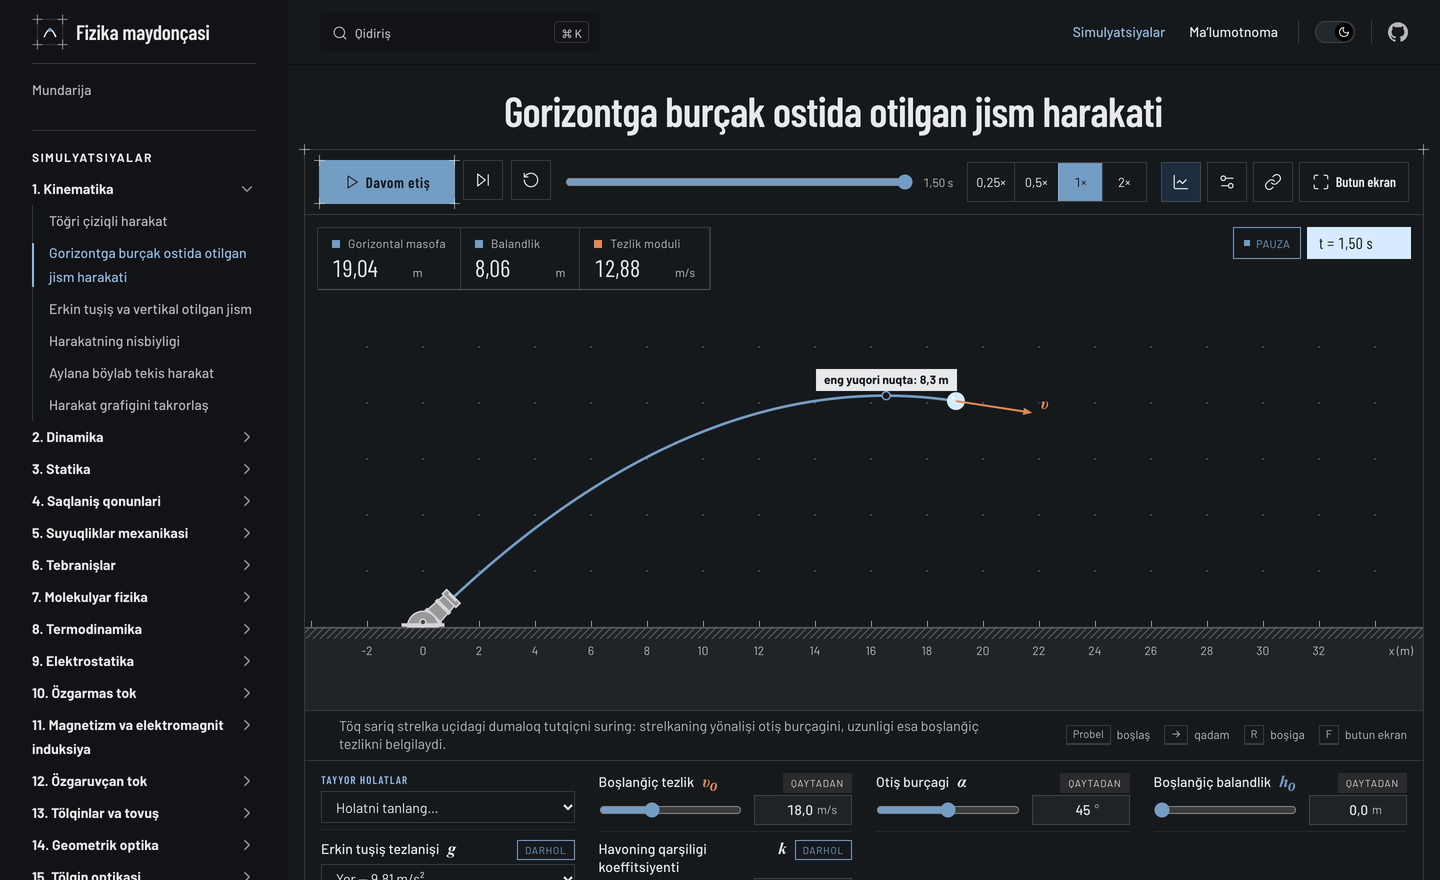 Fizika maydonçasi
Qidiriş
⌘ K
Simulyatsiyalar
Ma'lumotnoma
Mundarija
SIMULYATSIYALAR
1. Kinematika
Töğri çiziqli harakat
Gorizontga burçak ostida otilgan
jism harakati
Erkin tuşiş va vertikal otilgan jism
Harakatning nisbiyligi
Aylana böylab tekis harakat
Harakat grafigini takrorlaş
2. Dinamika
3. Statika
4. Saqlaniş qonunlari
5. Suyuqliklar mexanikasi
6. Tebranişlar
7. Molekulyar fizika
8. Termodinamika
9. Elektrostatika
10. Özgarmas tok
11. Magnetizm va elektromagnit
induksiya
12. Özgaruvçan tok
13. Tölqinlar va tovuş
14. Geometrik optika
15. Tölqin optikasi
Gorizontga burçak ostida otilgan jism harakati
Davom etiş
1,50 s
0,25×
0,5×
1×
2×
Butun ekran
Gorizontal masofa
19,04 m
Balandlik
8,06 m
Tezlik moduli
12,88 m/s
PAUZA
t = 1,50 s
eng yuqori nuqta: 8,3 m
υ
-2 0 2 4 6 8 10 12 14 16 18 20 22 24 26 28 30 32 x (m)
Töq sariq strelka uçidagi dumaloq tutqiçni suring: strelkaning yönalişi otiş burçagini, uzunligi esa boşlanğiç
tezlikni belgilaydi.
Probel boşlaş
→ qadam
R boşiga
F butun ekran
TAYYOR HOLATLAR
Holatni tanlang...
Boşlanğiç tezlik υ0
QAYTADAN
18,0 m/s
Otiş burçagi α
QAYTADAN
45 °
Boşlanğiç balandlik h0
QAYTADAN
0,0 m
Erkin tuşiş tezlanişi g
DARHOL
Yer — 9,81 m/s²
Havoning qarşiligi
koeffitsiyenti
k
DARHOL